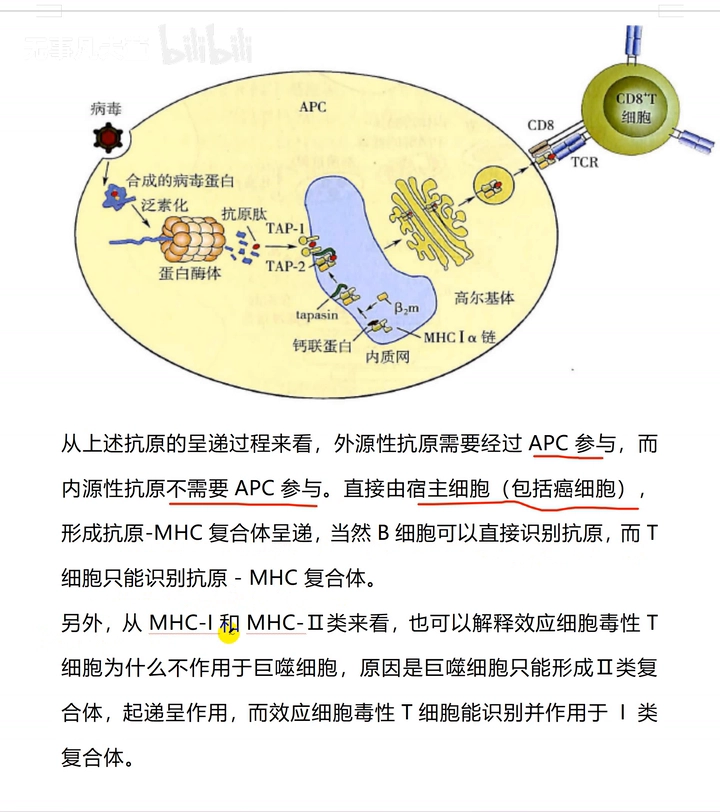 bilibili
病毒
APC
CD8⁺T
细胞
CD8
TCR
合成的病毒蛋白
泛素化
抗原肽
TAP-1
蛋白酶体
TAP-2
高尔基体
tapasin
β₂m
钙联蛋白
MHC I α 链
内质网
从上述抗原的呈递过程来看，外源性抗原需要经过 APC 参与，而
内源性抗原不需要 APC 参与。直接由宿主细胞（包括癌细胞），
形成抗原-MHC 复合体呈递，当然 B 细胞可以直接识别抗原，而 T
细胞只能识别抗原 - MHC 复合体。
另外，从 MHC-I 和 MHC-Ⅱ类来看，也可以解释效应细胞毒性 T
细胞为什么不作用于巨噬细胞，原因是巨噬细胞只能形成Ⅱ类复
合体，起递呈作用，而效应细胞毒性 T 细胞能识别并作用于 Ⅰ 类
复合体。